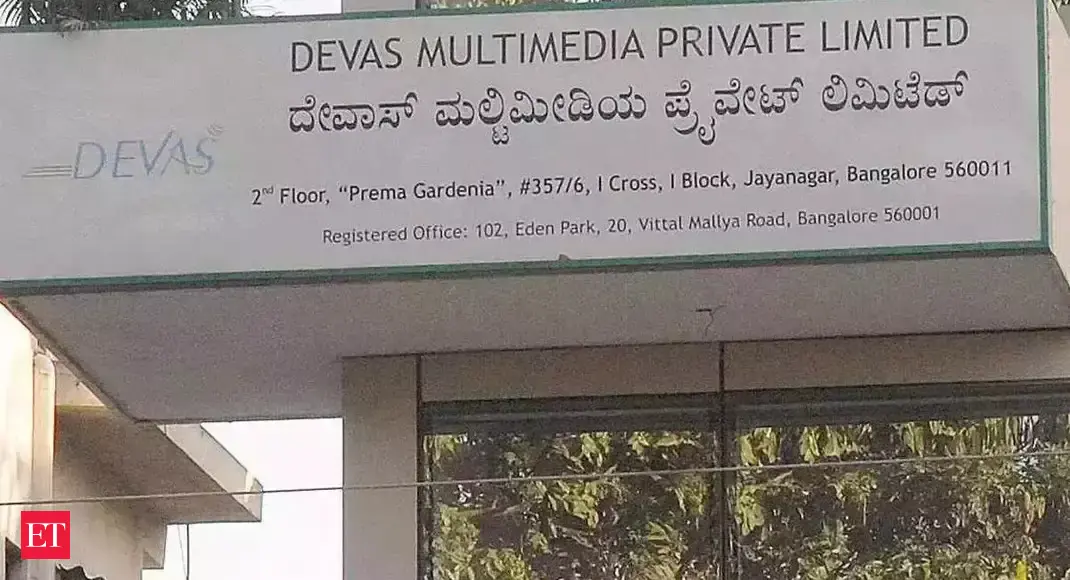 DEVAS MULTIMEDIA PRIVATE LIMITED
ದೇವಾಸ್ ಮಲ್ಟಿಮೀಡಿಯ ಪ್ರೈವೇಟ್ ಲಿಮಿಟೆಡ್
DEVAS
2nd Floor, “Prema Gardenia”, #357/6, I Cross, I Block, Jayanagar, Bangalore 560011
Registered Office: 102, Eden Park, 20, Vittal Mallya Road, Bangalore 560001
ET